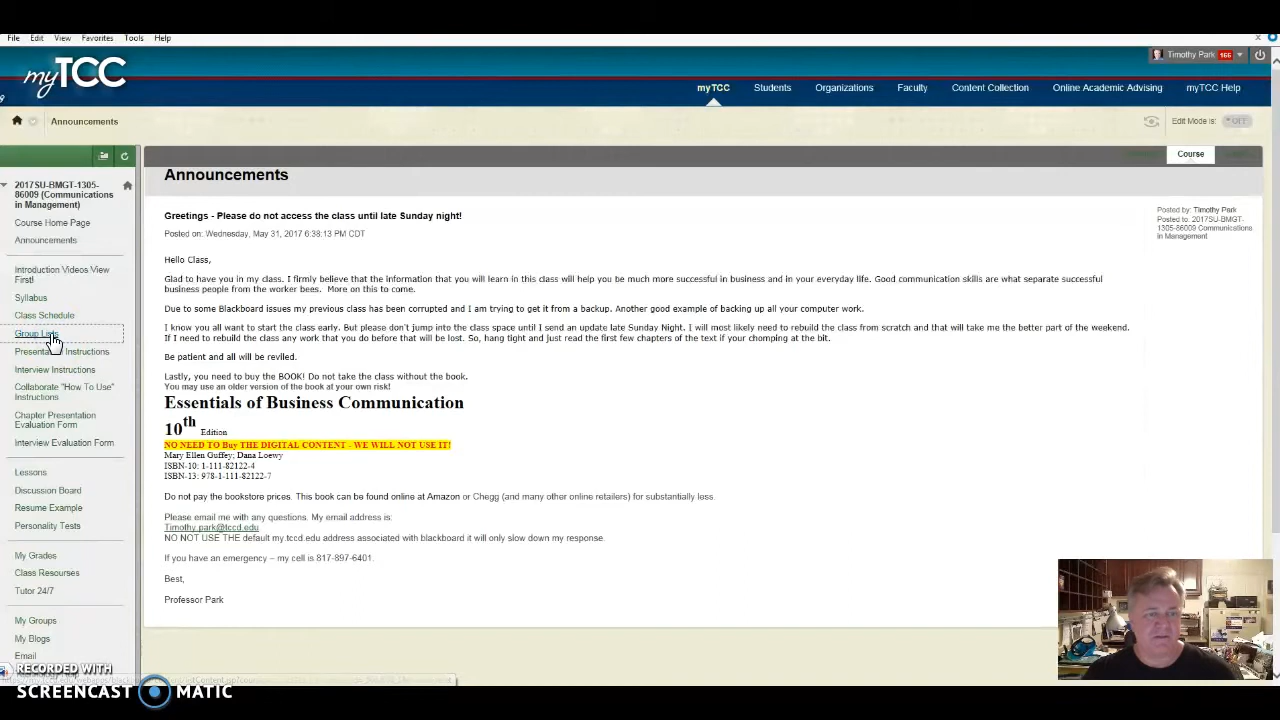 File Edit View Favorites Tools Help
myTCC
Timothy Park 166
myTCC Students Organizations Faculty Content Collection Online Academic Advising myTCC Help
Announcements
Edit Mode is: OFF
Course
2017SU-BMGT-1305-
86009 (Communications
in Management)
Course Home Page
Announcements
Introduction Videos View
First!
Syllabus
Class Schedule
Group Lists
Presentation Instructions
Interview Instructions
Collaborate "How To Use"
Instructions
Chapter Presentation
Evaluation Form
Interview Evaluation Form
Lessons
Discussion Board
Resume Example
Personality Tests
My Grades
Class Resourses
Tutor 24/7
My Groups
My Blogs
Email
Announcements
Greetings - Please do not access the class until late Sunday night!
Posted on: Wednesday, May 31, 2017 6:38:13 PM CDT
Posted by: Timothy Park
Posted to: 2017SU-BMGT-
1305-86009 Communications
in Management
Hello Class,
Glad to have you in my class. I firmly believe that the information that you will learn in this class will help you be much more successful in business and in your everyday life. Good communication skills are what separate successful
business people from the worker bees. More on this to come.
Due to some Blackboard issues my previous class has been corrupted and I am trying to get it from a backup. Another good example of backing up all your computer work.
I know you all want to start the class early. But please don't jump into the class space until I send an update late Sunday Night. I will most likely need to rebuild the class from scratch and that will take me the better part of the weekend.
If I need to rebuild the class any work that you do before that will be lost. So, hang tight and just read the first few chapters of the text if your chomping at the bit.
Be patient and all will be reviled.
Lastly, you need to buy the BOOK! Do not take the class without the book.
You may use an older version of the book at your own risk!
Essentials of Business Communication
10th Edition
NO NEED TO Buy THE DIGITAL CONTENT - WE WILL NOT USE IT!
Mary Ellen Guffey; Dana Loewy
ISBN-10: 1-111-82122-4
ISBN-13: 978-1-111-82122-7
Do not pay the bookstore prices. This book can be found online at Amazon or Chegg (and many other online retailers) for substantially less.
Please email me with any questions. My email address is:
Timothy.park@tccd.edu
NO NOT USE THE default my.tccd.edu address associated with blackboard it will only slow down my response.
If you have an emergency – my cell is 817-897-6401.
Best,
Professor Park
RECORDED WITH
SCREENCAST MATIC